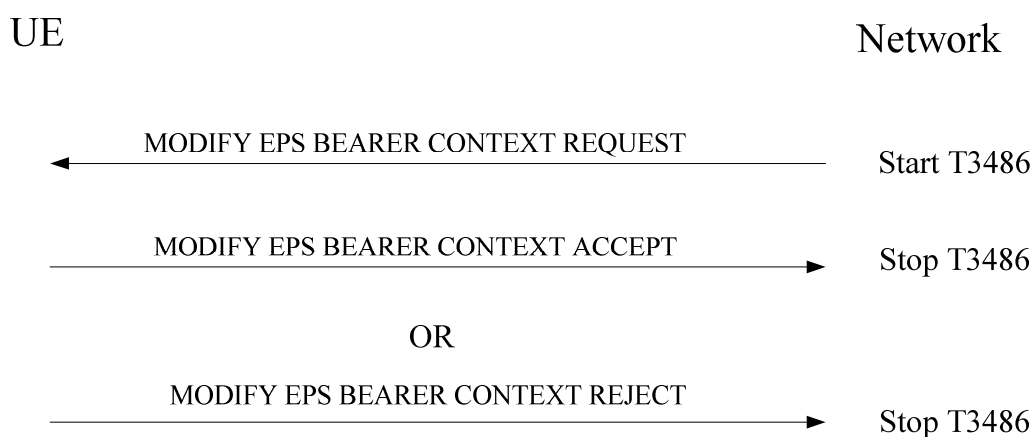 UE
Network
MODIFY EPS BEARER CONTEXT REQUEST
Start T3486
MODIFY EPS BEARER CONTEXT ACCEPT
Stop T3486
OR
MODIFY EPS BEARER CONTEXT REJECT
Stop T3486